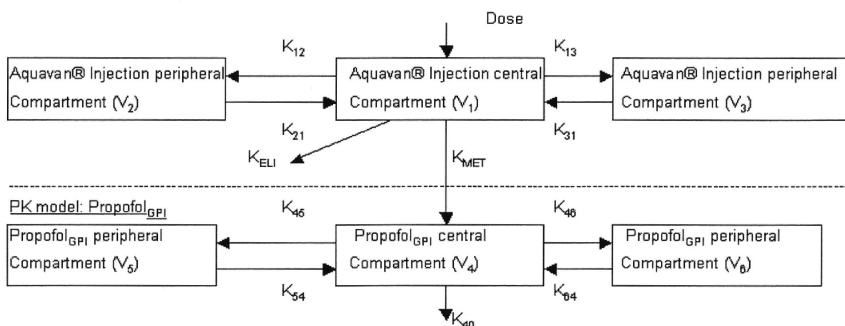 Dose
K12
K13
Aquavan® Injection peripheral
Compartment (V2)
Aquavan® Injection central
Compartment (V1)
Aquavan® Injection peripheral
Compartment (V3)
K21
K31
KELI
KMET
PK model: PropofolGPI
K45
K46
PropofolGPI peripheral
Compartment (V5)
PropofolGPI central
Compartment (V4)
PropofolGPI peripheral
Compartment (V6)
K54
K64
K40